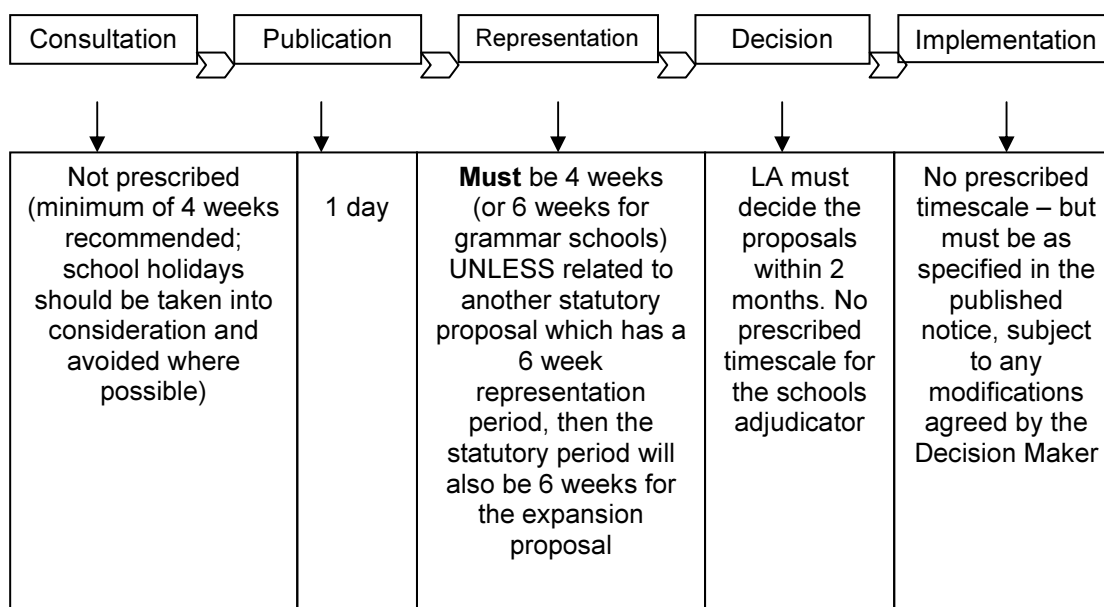 Consultation
Publication
Representation
Decision
Implementation
Not prescribed
(minimum of 4 weeks
recommended;
school holidays
should be taken into
consideration and
avoided where
possible)
1 day
Must be 4 weeks
(or 6 weeks for
grammar schools)
UNLESS related to
another statutory
proposal which has a
6 week
representation
period, then the
statutory period will
also be 6 weeks for
the expansion
proposal
LA must
decide the
proposals
within 2
months. No
prescribed
timescale for
the schools
adjudicator
No prescribed
timescale – but
must be as
specified in the
published
notice, subject
to any
modifications
agreed by the
Decision Maker